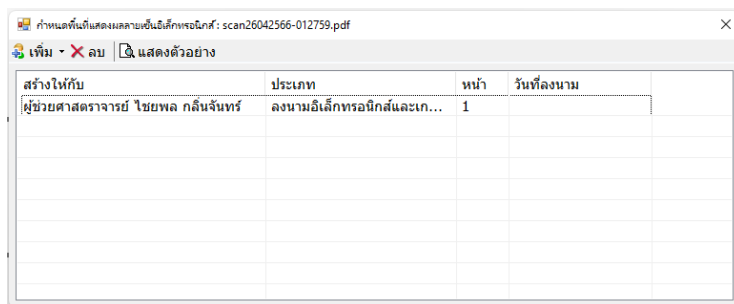 กำหนดพื้นที่แสดงผลลายเซ็นอิเล็กทรอนิกส์ : scan26042566-012759.pdf
เพิ่ม ลบ แสดงตัวอย่าง
สร้างให้กับ ประเภท หน้า วันที่ลงนาม
ผู้ช่วยศาสตราจารย์ ไชยพล กลิ่นจันทร์ ลงนามอิเล็กทรอนิกส์และเก... 1